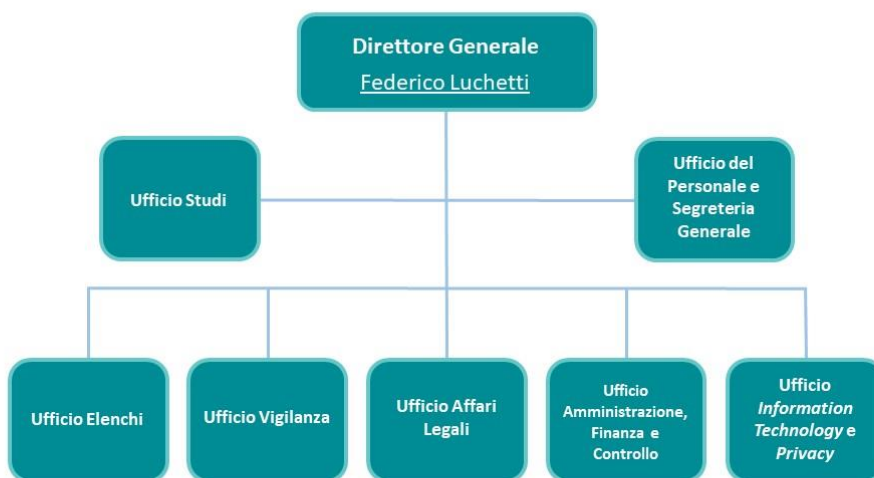 Direttore Generale
Federico Luchetti
Ufficio Studi
Ufficio del
Personale e
Segreteria
Generale
Ufficio Elenchi
Ufficio Vigilanza
Ufficio Affari
Legali
Ufficio
Amministrazione,
Finanza e
Controllo
Ufficio
Information
Technology e
Privacy